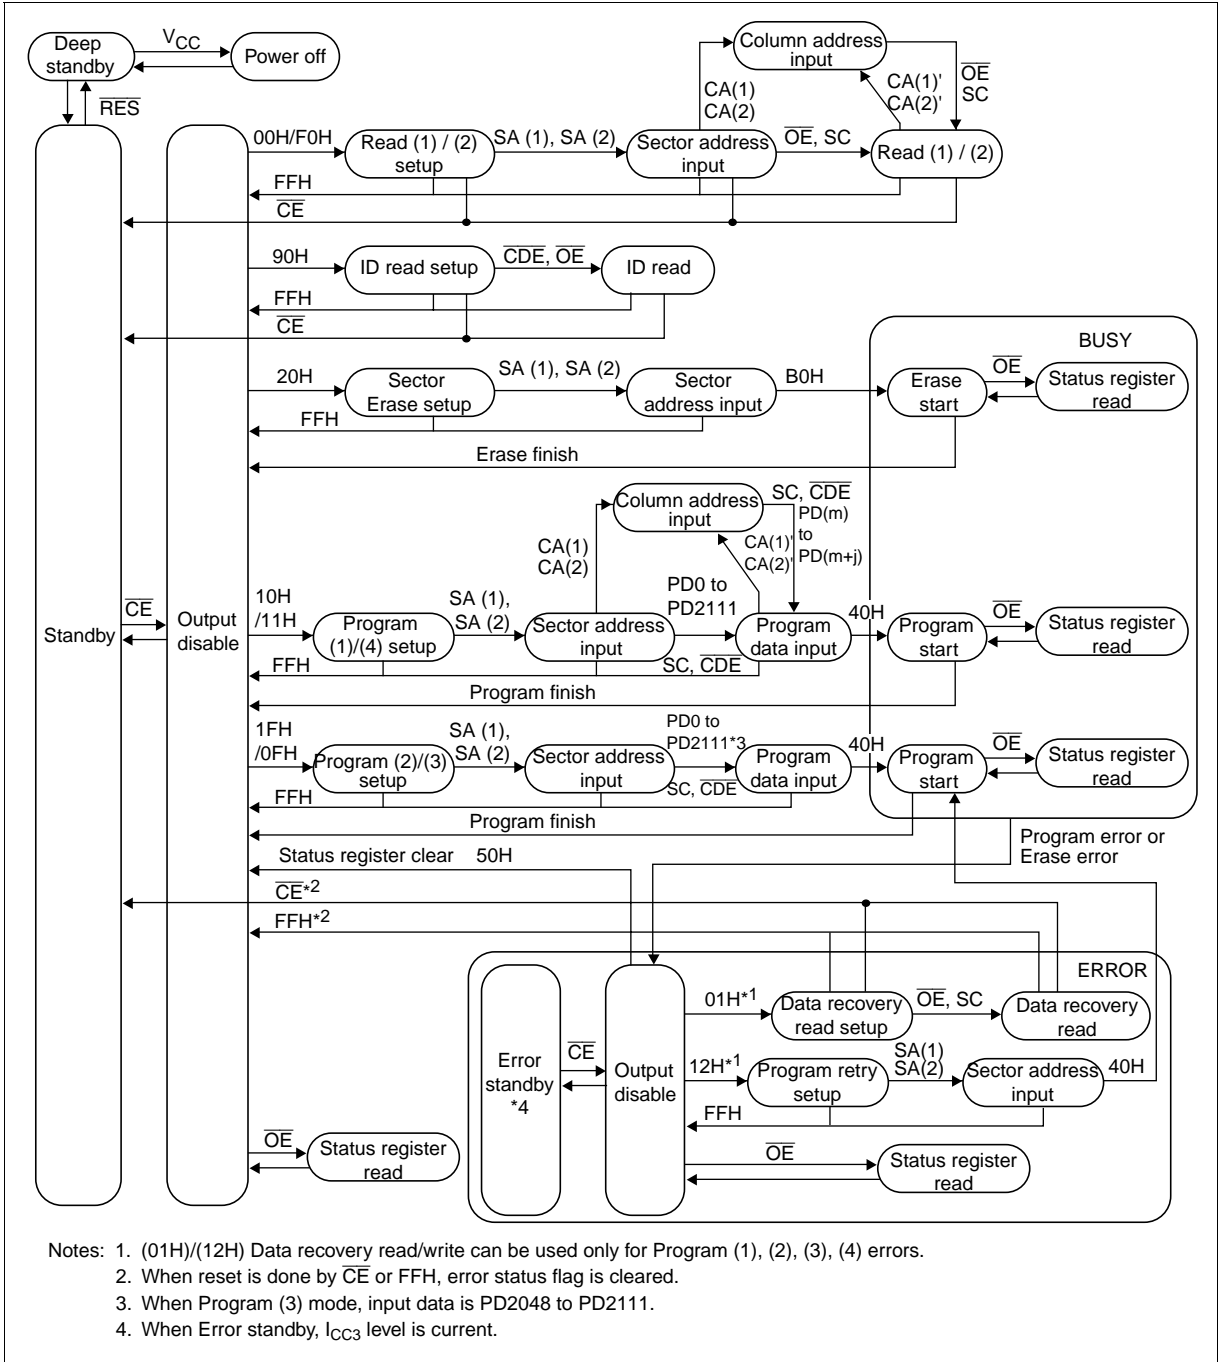 Deep
standby
VCC
Power off
RES
Column address
input
CA(1)
CA(2)
CA(1)'
CA(2)'
OE
SC
00H/F0H
Read (1) / (2)
setup
SA (1), SA (2)
Sector address
input
OE, SC
Read (1) / (2)
FFH
CE
90H
ID read setup
CDE, OE
ID read
FFH
CE
BUSY
20H
Sector
Erase setup
SA (1), SA (2)
Sector
address input
B0H
Erase
start
OE
Status register
read
FFH
Erase finish
Column address
input
SC, CDE
PD(m)
to
PD(m+j)
CA(1)
CA(2)
CA(1)'
CA(2)'
Standby
CE
Output
disable
10H
/11H
Program
(1)/(4) setup
SA (1),
SA (2)
Sector address
input
PD0 to
PD2111
SC, CDE
Program
data input
40H
Program
start
OE
Status register
read
FFH
Program finish
1FH
/0FH
Program (2)/(3)
setup
SA (1),
SA (2)
Sector address
input
PD0 to
PD2111*3
SC, CDE
Program
data input
40H
Program
start
OE
Status register
read
FFH
Program finish
Program error or
Erase error
Status register clear 50H
CE*2
FFH*2
ERROR
Error
standby
*4
CE
Output
disable
01H*1
Data recovery
read setup
OE, SC
Data recovery
read
12H*1
Program retry
setup
SA(1)
SA(2)
Sector address
input
40H
FFH
OE
Status register
read
OE
Status register
read
Notes: 1. (01H)/(12H) Data recovery read/write can be used only for Program (1), (2), (3), (4) errors.
2. When reset is done by CE or FFH, error status flag is cleared.
3. When Program (3) mode, input data is PD2048 to PD2111.
4. When Error standby, ICC3 level is current.